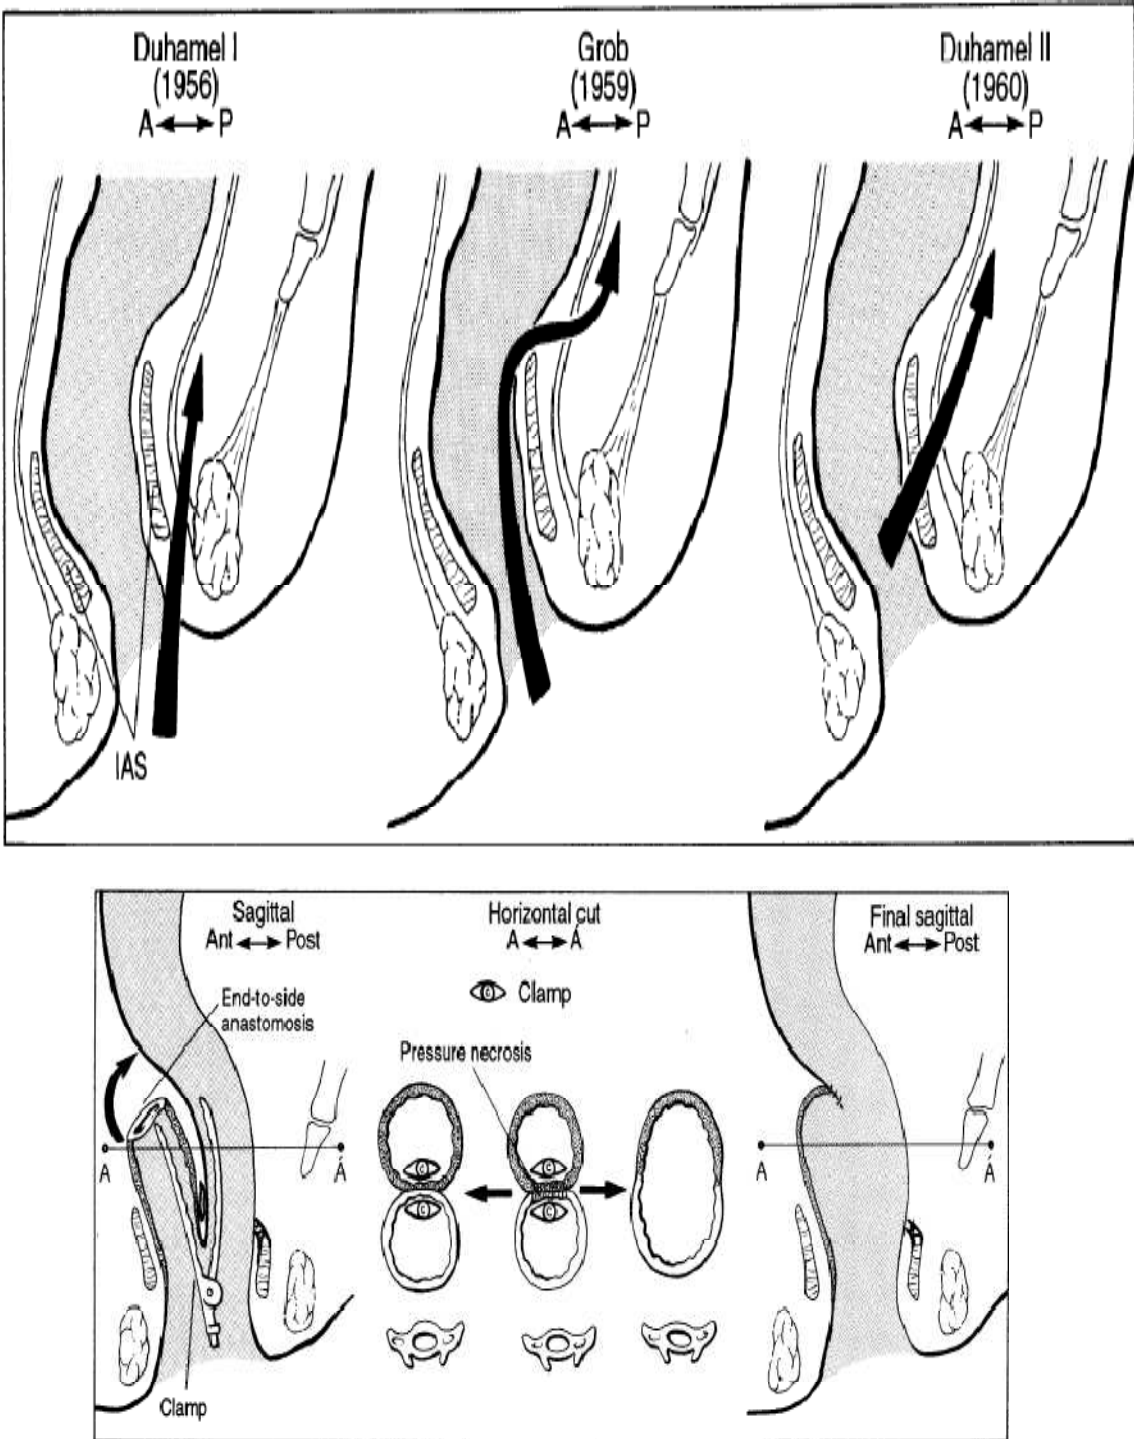 Duhamel I
(1956)
A P
Grob
(1959)
A P
Duhamel II
(1960)
A P
IAS
Sagittal
Ant Post
End-to-side
anastomosis
A Á
Clamp
Horizontal cut
A Á
Clamp
Pressure necrosis
Final sagittal
Ant Post
A Á